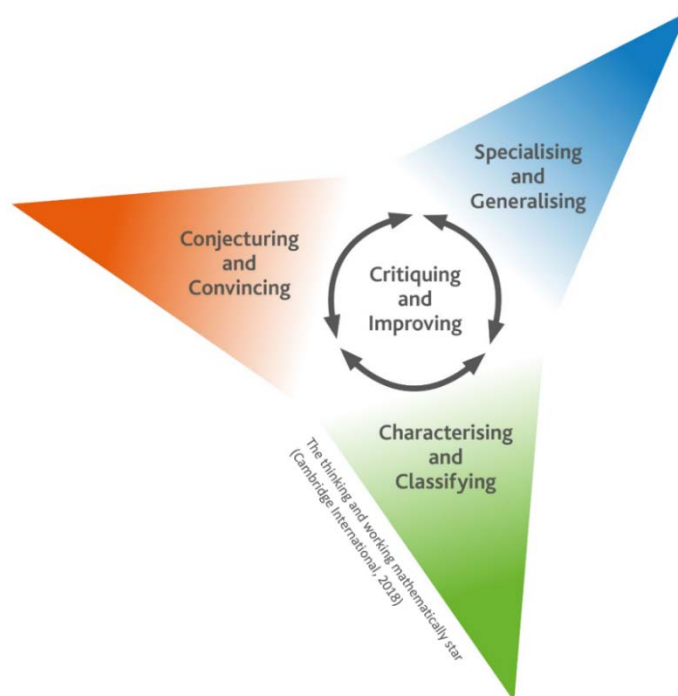 Specialising
and
Generalising
Conjecturing
and
Convincing
Critiquing
and
Improving
Characterising
and
Classifying
The thinking and working mathematically star
(Cambridge International, 2018)